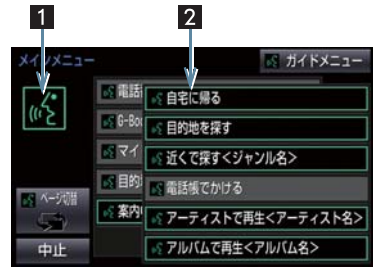 1 2
メインメニュー ガイドメニュー
電話
自宅に帰る
G-Boo
目的地を探す
マイ
近くで探す<ジャンル名>
目的
電話帳でかける
ページ切替
案内
アーティストで再生<アーティスト名>
中止
アルバムで再生<アルバム名>